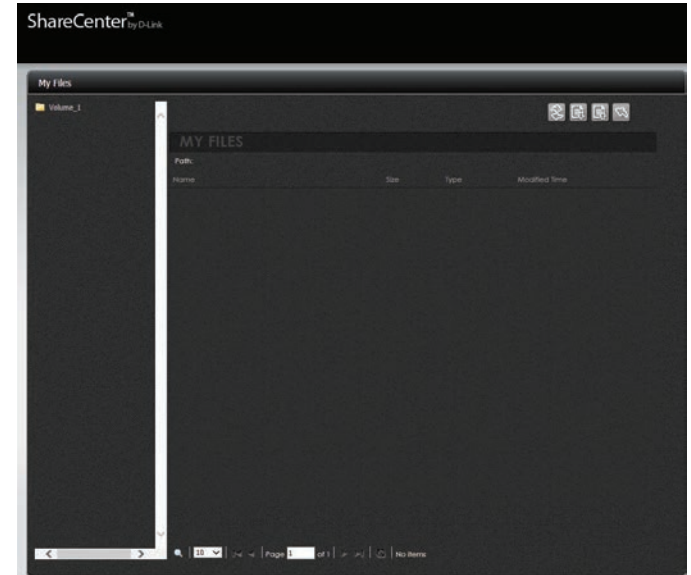 ShareCenter™ by D-Link
My Files
Volume_1
MY FILES
Path:
Name Size Type Modified Time
10 Page 1 of 1 No items